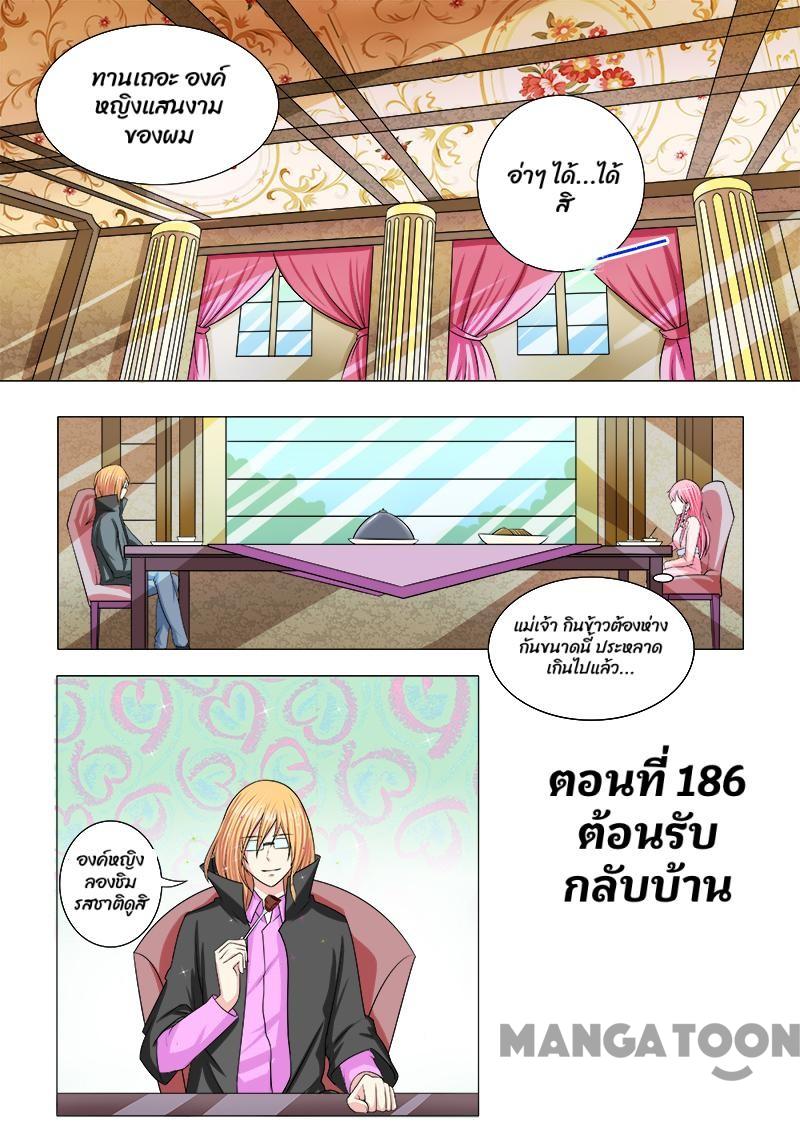 ทานเถอะ องค์
หญิงแสนงาม
ของผม
อ่าๆ ได้...ได้
สิ
แม่เจ้า กินข้าวต้องห่าง
กันขนาดนี้ ประหลาด
เกินไปแล้ว...
ตอนที่ 186
ต้อนรับ
กลับบ้าน
องค์หญิง
ลองชิม
รสชาติดูสิ
MANGATOON